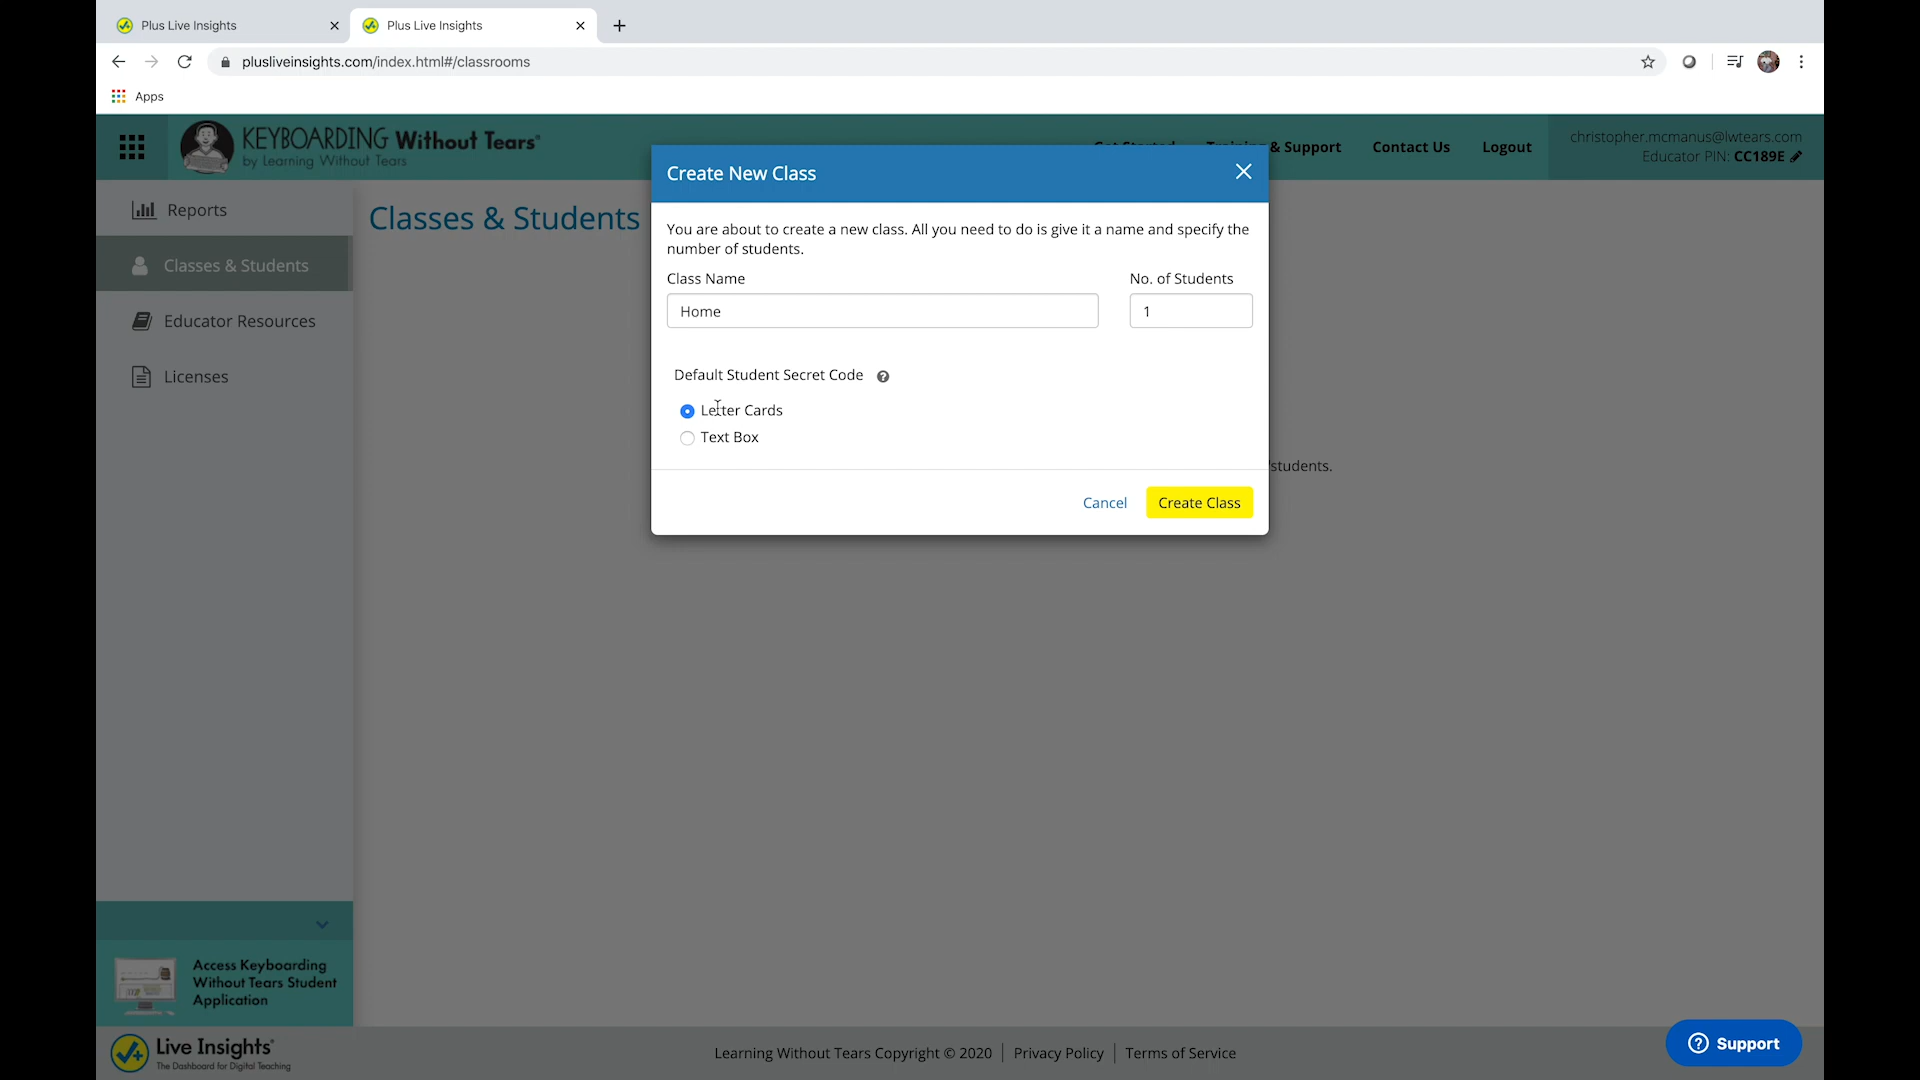 Plus Live Insights
Plus Live Insights
plusliveinsights.com/index.html#/classrooms
Apps
KEYBOARDING Without Tears®
by Learning Without Tears
Get Started Training & Support Contact Us Logout
christopher.mcmanus@lwtears.com
Educator PIN: CC189E
Reports
Classes & Students
Educator Resources
Licenses
Classes & Students
Create New Class
You are about to create a new class. All you need to do is give it a name and specify the
number of students.
Class Name No. of Students
Home 1
Default Student Secret Code ?
Letter Cards
Text Box
students.
Cancel Create Class
Access Keyboarding
Without Tears Student
Application
Live Insights®
The Dashboard for Digital Teaching
Learning Without Tears Copyright © 2020 Privacy Policy Terms of Service
? Support